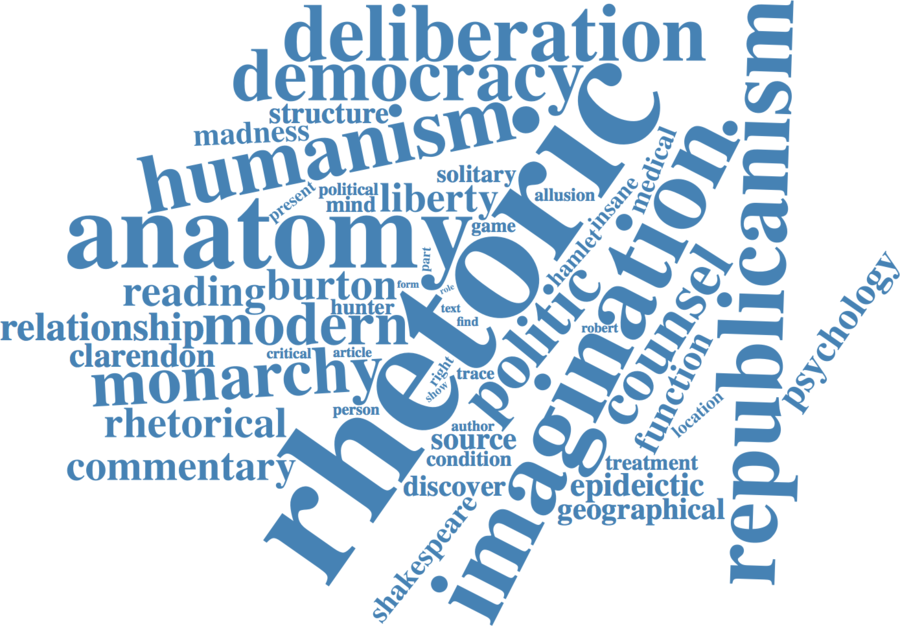 deliberation
democracy
structure
madness
humanism
rhetoric
republicanism
imagination
solitary
medical
present
political
mind
liberty
allusion
insane
anatomy
game
hamlet
part
reading
burton
form
role
hunter
text
find
politic
counsel
psychology
relationship
modern
robert
clarendon
critical
article
monarchy
right
show
trace
function
location
person
rhetorical
author
source
condition
commentary
treatment
discover
epideictic
geographical
shakespeare